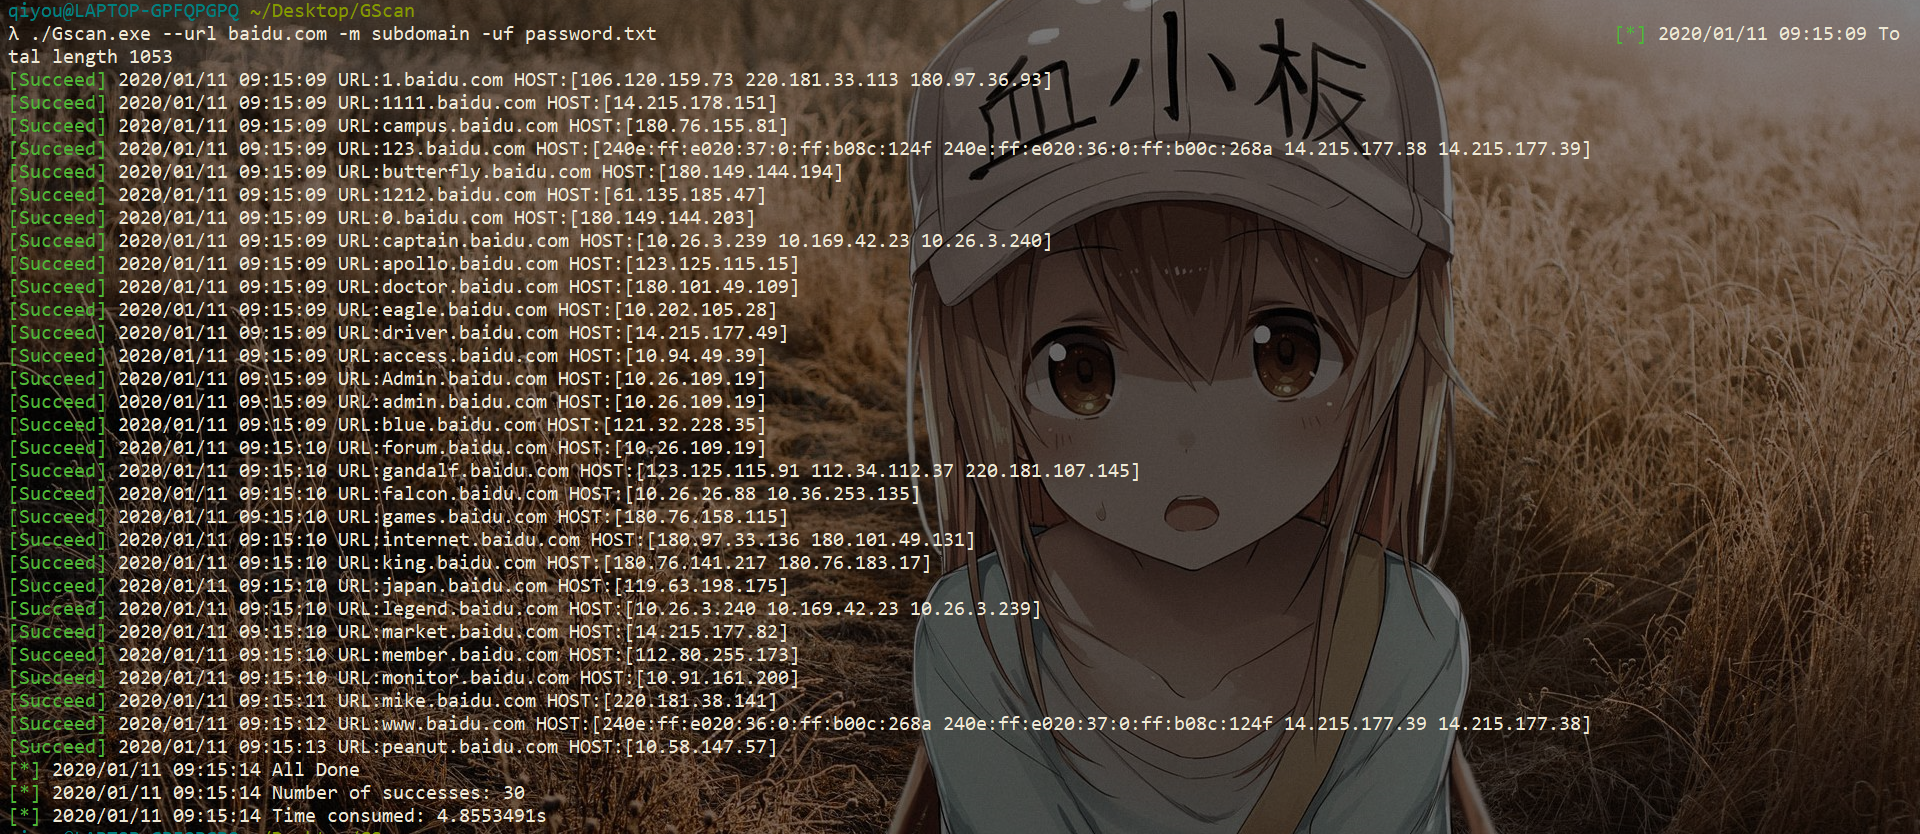 qiyou@LAPTOP-GPFQPGPQ ~/Desktop/GScan
λ ./Gscan.exe --url baidu.com -m subdomain -uf password.txt [*] 2020/01/11 09:15:09 To
tal length 1053
[Succeed] 2020/01/11 09:15:09 URL:1.baidu.com HOST:[106.120.159.73 220.181.33.113 180.97.36.93]
[Succeed] 2020/01/11 09:15:09 URL:1111.baidu.com HOST:[14.215.178.151]
[Succeed] 2020/01/11 09:15:09 URL:campus.baidu.com HOST:[180.76.155.81]
[Succeed] 2020/01/11 09:15:09 URL:123.baidu.com HOST:[240e:ff:e020:37:0:ff:b08c:124f 240e:ff:e020:36:0:ff:b00c:268a 14.215.177.38 14.215.177.39]
[Succeed] 2020/01/11 09:15:09 URL:butterfly.baidu.com HOST:[180.149.144.194]
[Succeed] 2020/01/11 09:15:09 URL:1212.baidu.com HOST:[61.135.185.47]
[Succeed] 2020/01/11 09:15:09 URL:0.baidu.com HOST:[180.149.144.203]
[Succeed] 2020/01/11 09:15:09 URL:captain.baidu.com HOST:[10.26.3.239 10.169.42.23 10.26.3.240]
[Succeed] 2020/01/11 09:15:09 URL:apollo.baidu.com HOST:[123.125.115.15]
[Succeed] 2020/01/11 09:15:09 URL:doctor.baidu.com HOST:[180.101.49.109]
[Succeed] 2020/01/11 09:15:09 URL:eagle.baidu.com HOST:[10.202.105.28]
[Succeed] 2020/01/11 09:15:09 URL:driver.baidu.com HOST:[14.215.177.49]
[Succeed] 2020/01/11 09:15:09 URL:access.baidu.com HOST:[10.94.49.39]
[Succeed] 2020/01/11 09:15:09 URL:Admin.baidu.com HOST:[10.26.109.19]
[Succeed] 2020/01/11 09:15:09 URL:admin.baidu.com HOST:[10.26.109.19]
[Succeed] 2020/01/11 09:15:09 URL:blue.baidu.com HOST:[121.32.228.35]
[Succeed] 2020/01/11 09:15:10 URL:forum.baidu.com HOST:[10.26.109.19]
[Succeed] 2020/01/11 09:15:10 URL:gandalf.baidu.com HOST:[123.125.115.91 112.34.112.37 220.181.107.145]
[Succeed] 2020/01/11 09:15:10 URL:falcon.baidu.com HOST:[10.26.26.88 10.36.253.135]
[Succeed] 2020/01/11 09:15:10 URL:games.baidu.com HOST:[180.76.158.115]
[Succeed] 2020/01/11 09:15:10 URL:internet.baidu.com HOST:[180.97.33.136 180.101.49.131]
[Succeed] 2020/01/11 09:15:10 URL:king.baidu.com HOST:[180.76.141.217 180.76.183.17]
[Succeed] 2020/01/11 09:15:10 URL:japan.baidu.com HOST:[119.63.198.175]
[Succeed] 2020/01/11 09:15:10 URL:legend.baidu.com HOST:[10.26.3.240 10.169.42.23 10.26.3.239]
[Succeed] 2020/01/11 09:15:10 URL:market.baidu.com HOST:[14.215.177.82]
[Succeed] 2020/01/11 09:15:10 URL:member.baidu.com HOST:[112.80.255.173]
[Succeed] 2020/01/11 09:15:10 URL:monitor.baidu.com HOST:[10.91.161.200]
[Succeed] 2020/01/11 09:15:11 URL:mike.baidu.com HOST:[220.181.38.141]
[Succeed] 2020/01/11 09:15:12 URL:www.baidu.com HOST:[240e:ff:e020:36:0:ff:b00c:268a 240e:ff:e020:37:0:ff:b08c:124f 14.215.177.39 14.215.177.38]
[Succeed] 2020/01/11 09:15:13 URL:peanut.baidu.com HOST:[10.58.147.57]
[*] 2020/01/11 09:15:14 All Done
[*] 2020/01/11 09:15:14 Number of successes: 30
[*] 2020/01/11 09:15:14 Time consumed: 4.8553491s
血小板